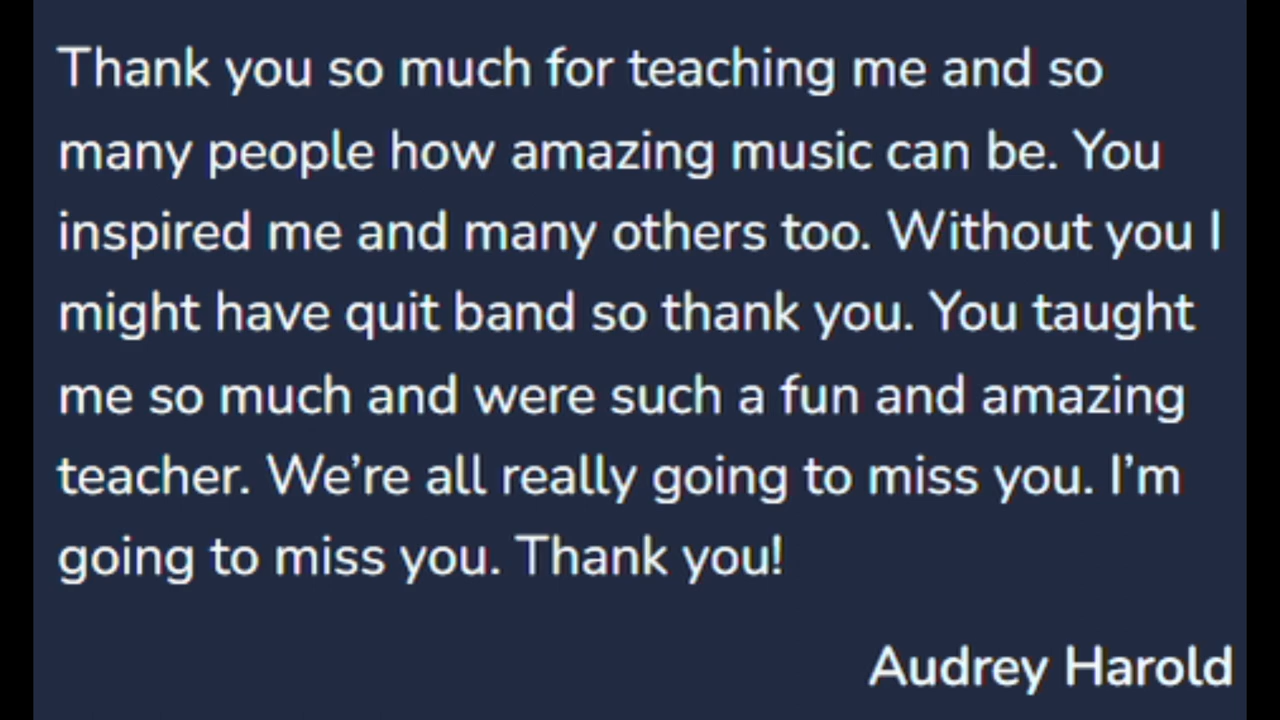 Thank you so much for teaching me and so
many people how amazing music can be. You
inspired me and many others too. Without you I
might have quit band so thank you. You taught
me so much and were such a fun and amazing
teacher. We’re all really going to miss you. I’m
going to miss you. Thank you!
Audrey Harold